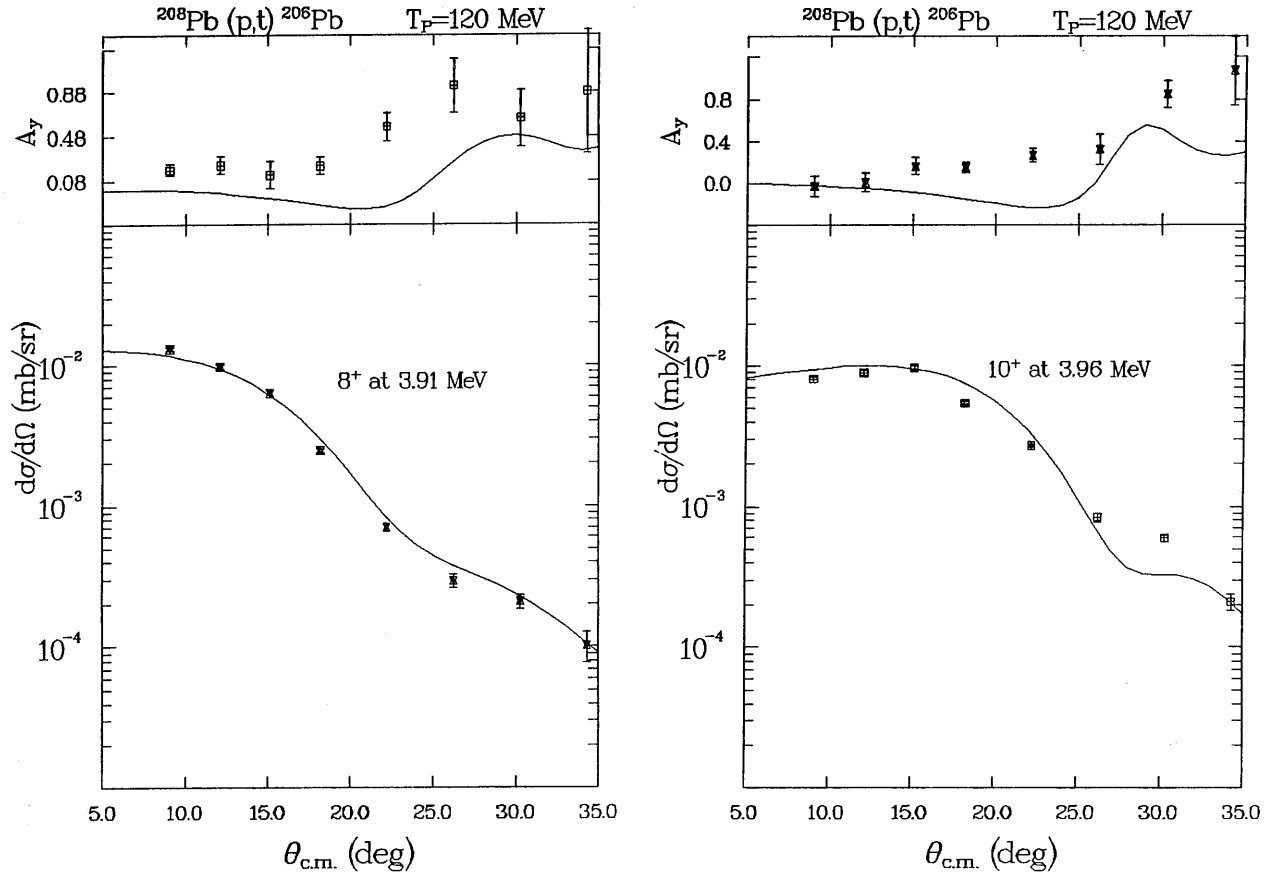 ²⁰⁸Pb (p,t) ²⁰⁶Pb T_P=120 MeV
A_y
0.88
0.48
0.08
dσ/dΩ (mb/sr)
10⁻²
10⁻³
10⁻⁴
8⁺ at 3.91 MeV
5.0 10.0 15.0 20.0 25.0 30.0 35.0
θ_c.m. (deg)
²⁰⁸Pb (p,t) ²⁰⁶Pb T_P=120 MeV
A_y
0.8
0.4
0.0
dσ/dΩ (mb/sr)
10⁻²
10⁻³
10⁻⁴
10⁺ at 3.96 MeV
5.0 10.0 15.0 20.0 25.0 30.0 35.0
θ_c.m. (deg)